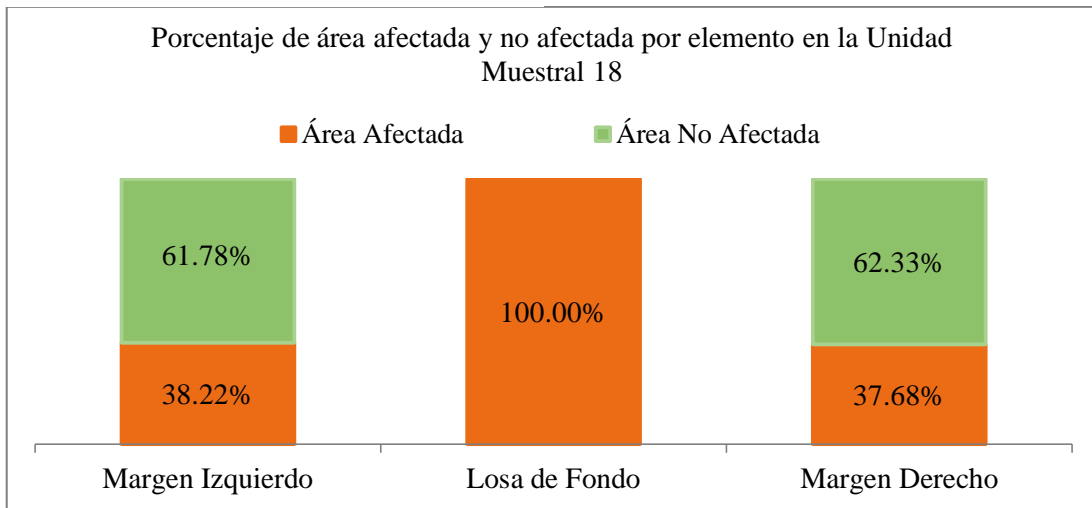 Porcentaje de área afectada y no afectada por elemento en la Unidad
Muestral 18
Área Afectada
Área No Afectada
61.78%
100.00%
62.33%
38.22%
37.68%
Margen Izquierdo
Losa de Fondo
Margen Derecho